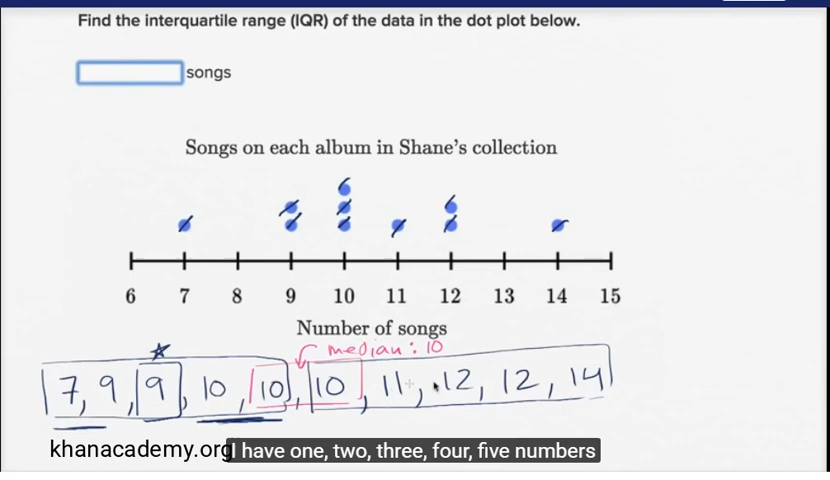 Find the interquartile range (IQR) of the data in the dot plot below.
songs
Songs on each album in Shane's collection
6 7 8 9 10 11 12 13 14 15
Number of songs
median: 10
7, 9, 9, 10, 10, 10, 11, 12, 12, 14
khanacademy.org
I have one, two, three, four, five numbers